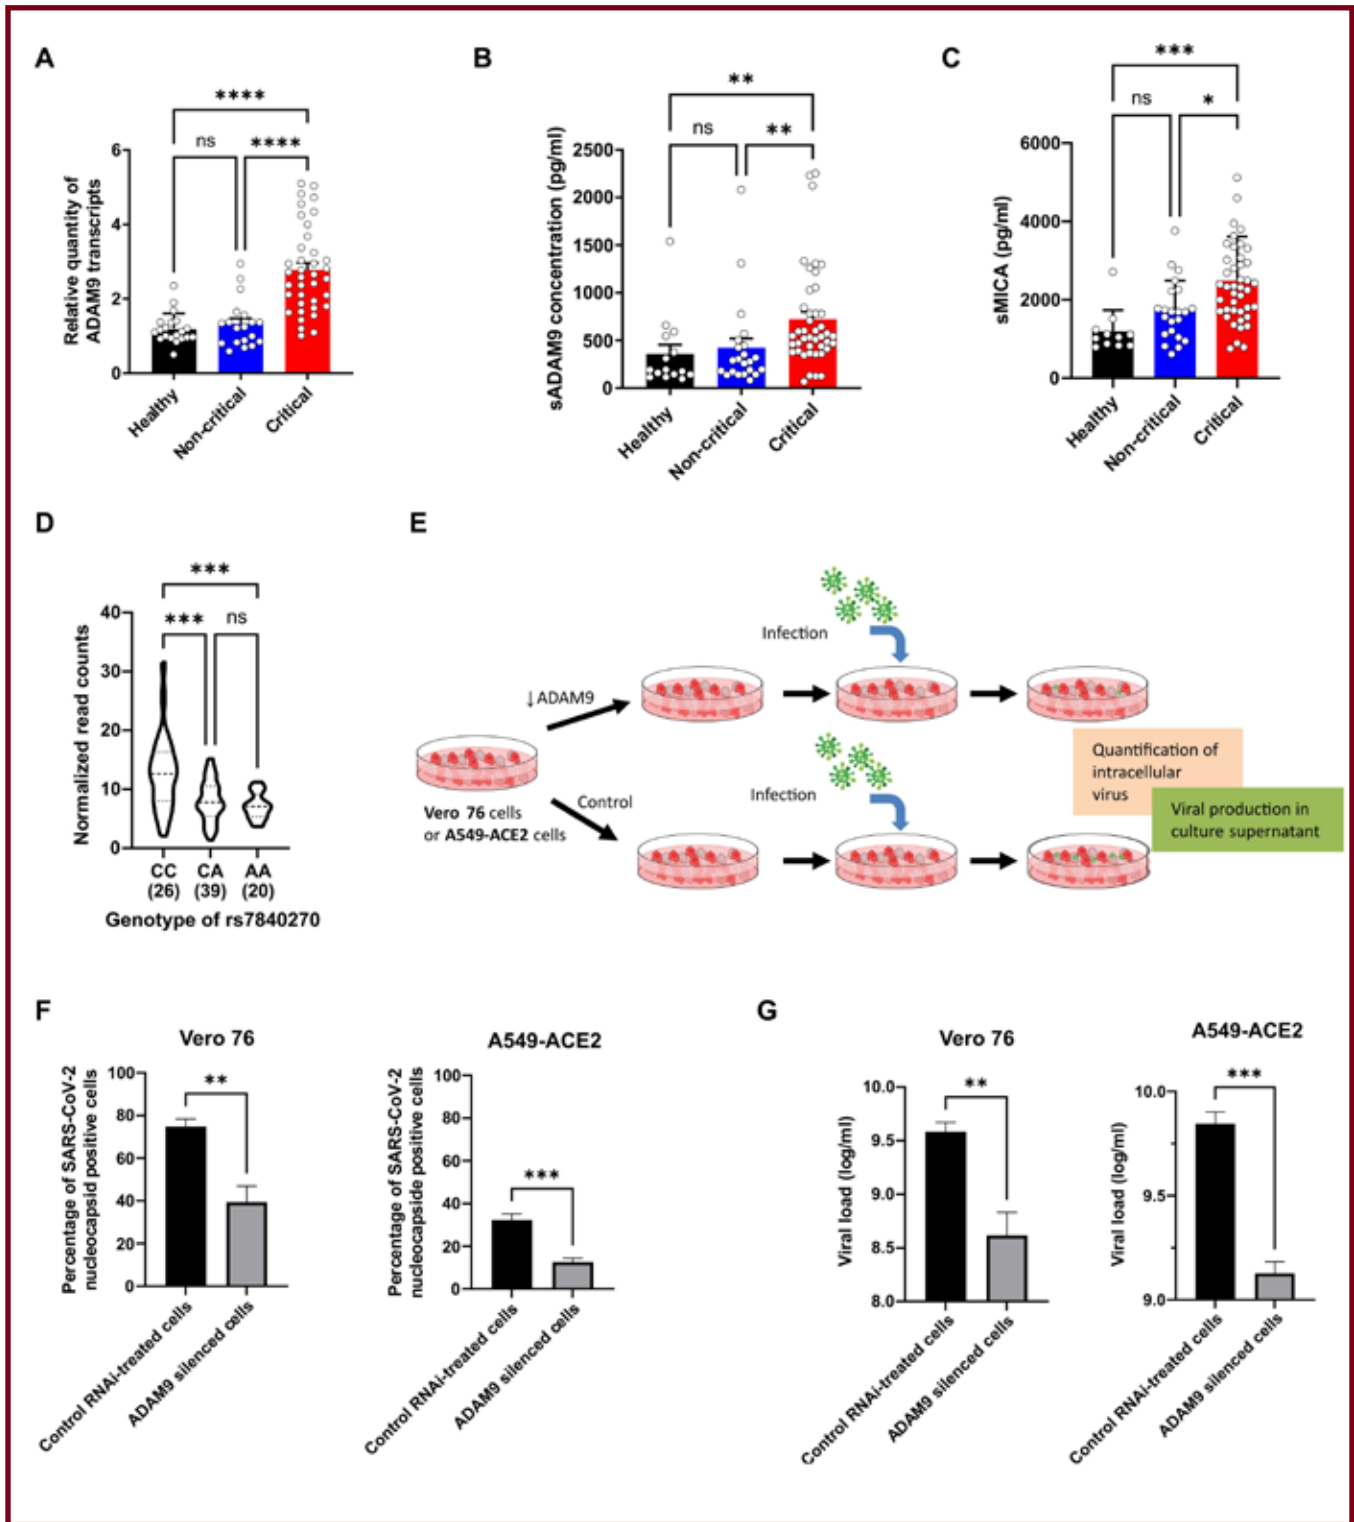 A
****
ns
****
Relative quantity of
ADAM9 transcripts
6
4
2
0
Healthy
Non-critical
Critical
B
**
ns
**
sADAM9 concentration (pg/ml)
2500
2000
1500
1000
500
0
Healthy
Non-critical
Critical
C
***
ns
*
sMICA (pg/ml)
6000
4000
2000
0
Healthy
Non-critical
Critical
D
***
***
ns
Normalized read counts
40
30
20
10
0
CC CA AA
(26) (39) (20)
Genotype of rs7840270
E
Infection
↓ADAM9
Vero 76 cells
or A549-ACE2 cells
Control
Infection
Quantification of
intracellular
virus
Viral production in
culture supernatant
F
Vero 76
**
Percentage of SARS-CoV-2
nucleocapsid positive cells
100
80
60
40
20
0
Control RNAi-treated cells
ADAM9 silenced cells
A549-ACE2
***
Percentage of SARS-CoV-2
nucleocapside positive cells
100
80
60
40
20
0
Control RNAi-treated cells
ADAM9 silenced cells
G
Vero 76
**
Viral load (log/ml)
10.0
9.5
9.0
8.5
8.0
Control RNAi-treated cells
ADAM9 silenced cells
A549-ACE2
***
Viral load (log/ml)
10.0
9.5
9.0
Control RNAi-treated cells
ADAM9 silenced cells